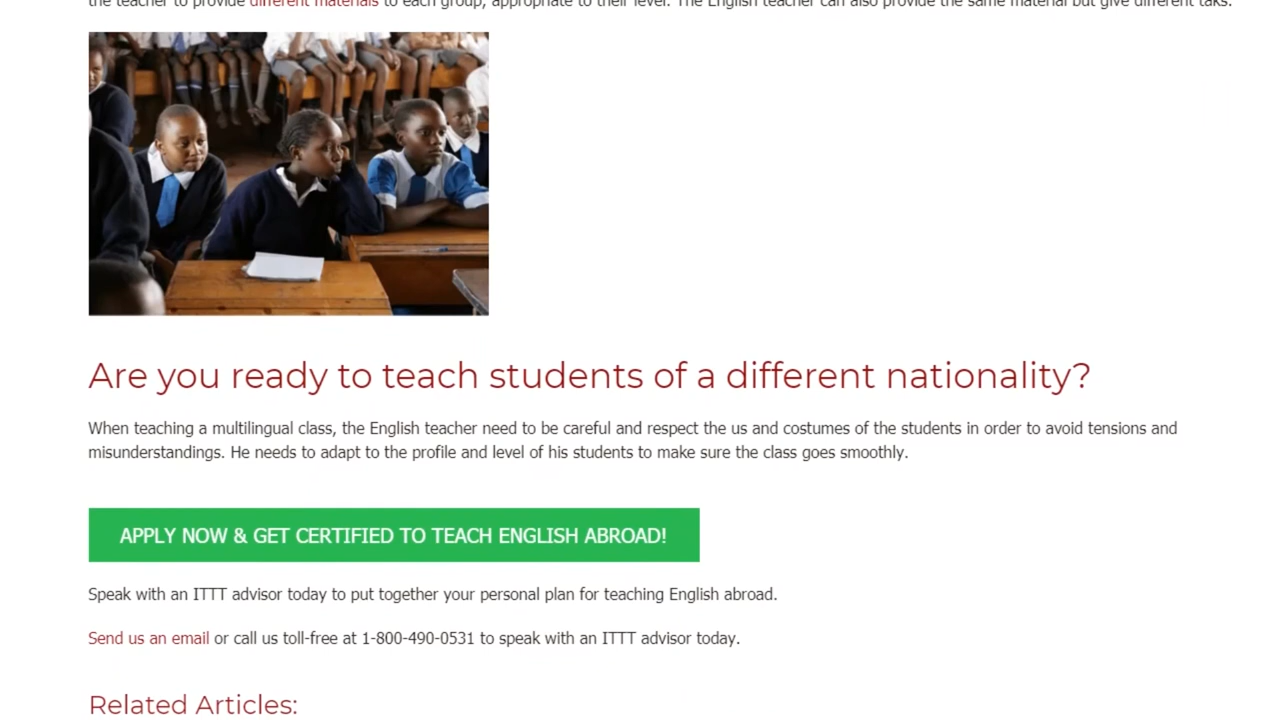 the teacher to provide different materials to each group, appropriate to their level. The English teacher can also provide the same material but give different taks.
Are you ready to teach students of a different nationality?
When teaching a multilingual class, the English teacher need to be careful and respect the us and costumes of the students in order to avoid tensions and
misunderstandings. He needs to adapt to the profile and level of his students to make sure the class goes smoothly.
APPLY NOW & GET CERTIFIED TO TEACH ENGLISH ABROAD!
Speak with an ITTT advisor today to put together your personal plan for teaching English abroad.
Send us an email or call us toll-free at 1-800-490-0531 to speak with an ITTT advisor today.
Related Articles: